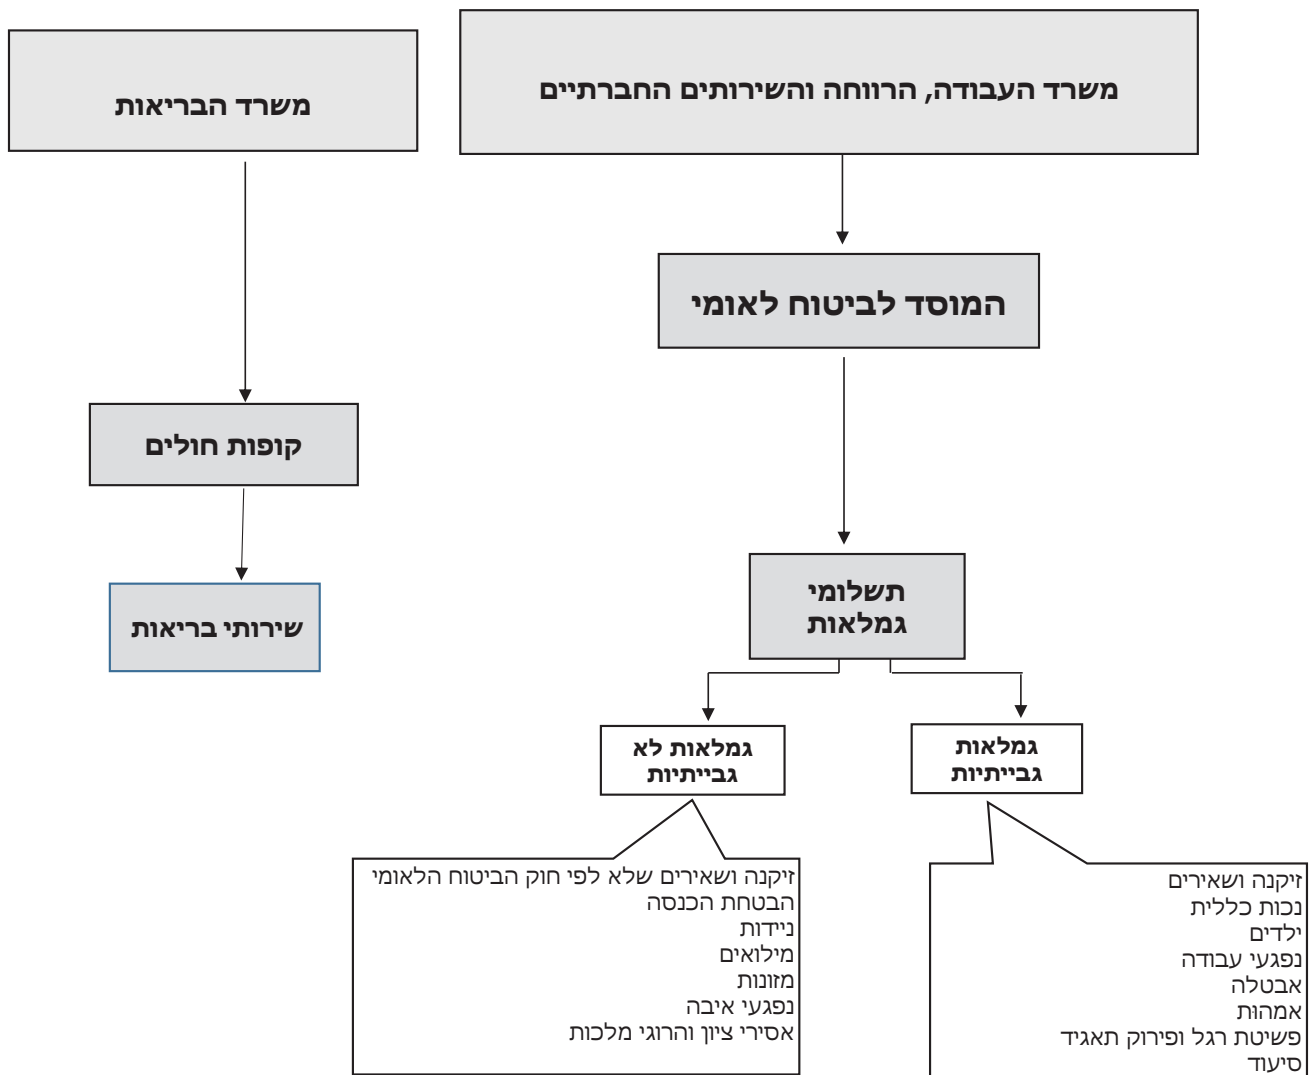 משרד העבודה, הרווחה והשירותים החברתיים
משרד הבריאות
המוסד לביטוח לאומי
קופות חולים
תשלומי
גמלאות
שירותי בריאות
גמלאות
גבייתיות
גמלאות לא
גבייתיות
זיקנה ושאירים
נכות כללית
ילדים
נפגעי עבודה
אבטלה
אמהות
פשיטת רגל ופירוק תאגיד
סיעוד
זיקנה ושאירים שלא לפי חוק הביטוח הלאומי
הבטחת הכנסה
ניידות
מילואים
מזונות
נפגעי איבה
אסירי ציון והרוגי מלכות